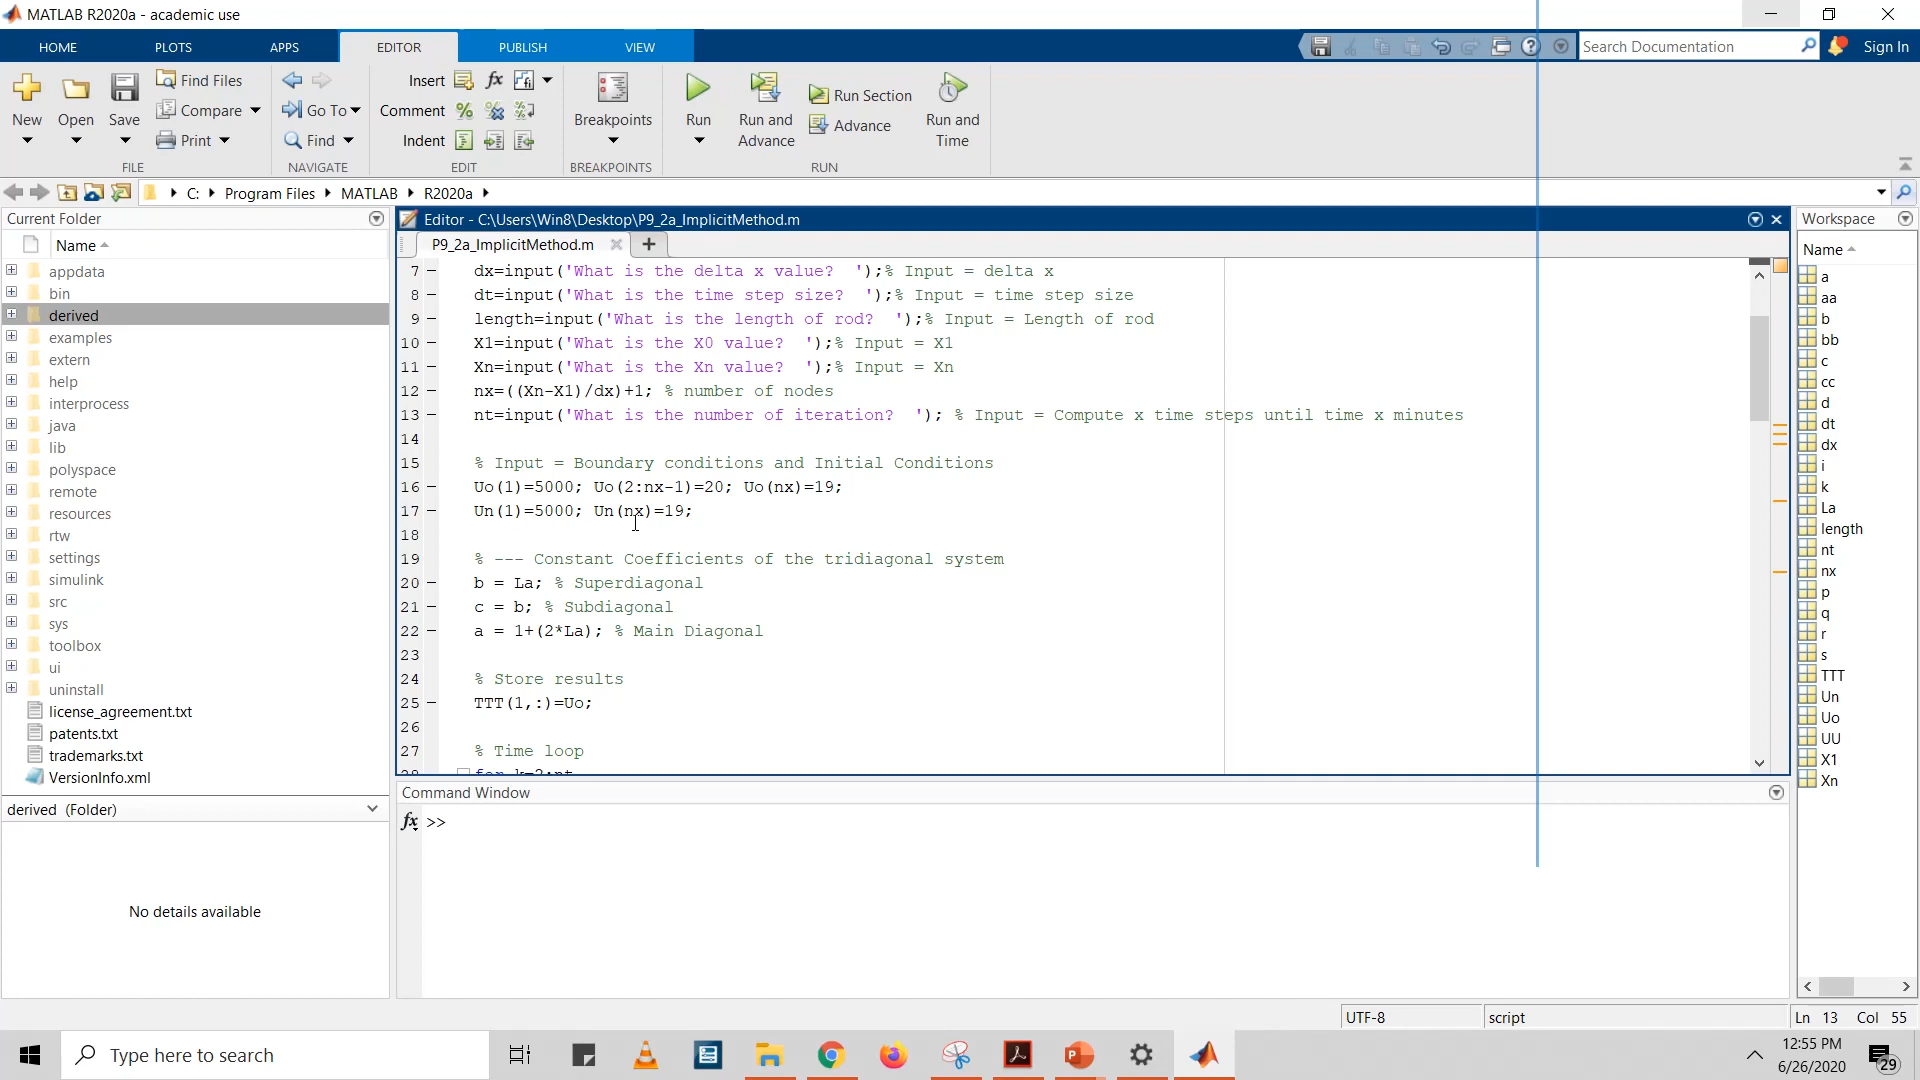 MATLAB R2020a - academic use
HOME PLOTS APPS EDITOR PUBLISH VIEW
Search Documentation
Sign In
New Open Save
Find Files
Compare
Print
FILE
Go To
Find
NAVIGATE
Insert
Comment
Indent
fx
EDIT
Breakpoints
BREAKPOINTS
Run
Run and Advance
Run Section
Advance
Run and Time
RUN
C: Program Files MATLAB R2020a
Current Folder
Name
appdata
bin
derived
examples
extern
help
interprocess
java
lib
polyspace
remote
resources
rtw
settings
simulink
src
sys
toolbox
ui
uninstall
license_agreement.txt
patents.txt
trademarks.txt
VersionInfo.xml
derived (Folder)
No details available
Editor - C:\Users\Win8\Desktop\P9_2a_ImplicitMethod.m
P9_2a_ImplicitMethod.m
7 – dx=input('What is the delta x value?  ');% Input = delta x
8 – dt=input('What is the time step size?  ');% Input = time step size
9 – length=input('What is the length of rod?  ');% Input = Length of rod
10 – X1=input('What is the X0 value?  ');% Input = X1
11 – Xn=input('What is the Xn value?  ');% Input = Xn
12 – nx=((Xn-X1)/dx)+1; % number of nodes
13 – nt=input('What is the number of iteration?  '); % Input = Compute x time steps until time x minutes
14
15 % Input = Boundary conditions and Initial Conditions
16 – Uo(1)=5000; Uo(2:nx-1)=20; Uo(nx)=19;
17 – Un(1)=5000; Un(nx)=19;
18
19 % --- Constant Coefficients of the tridiagonal system
20 – b = La; % Superdiagonal
21 – c = b; % Subdiagonal
22 – a = 1+(2*La); % Main Diagonal
23
24 % Store results
25 – TTT(1,:)=Uo;
26
27 % Time loop
Command Window
fx >>
Workspace
Name
a
aa
b
bb
c
cc
d
dt
dx
i
k
La
length
nt
nx
p
q
r
s
TTT
Un
Uo
UU
X1
Xn
UTF-8 script Ln 13 Col 55
Type here to search
12:55 PM
6/26/2020
29